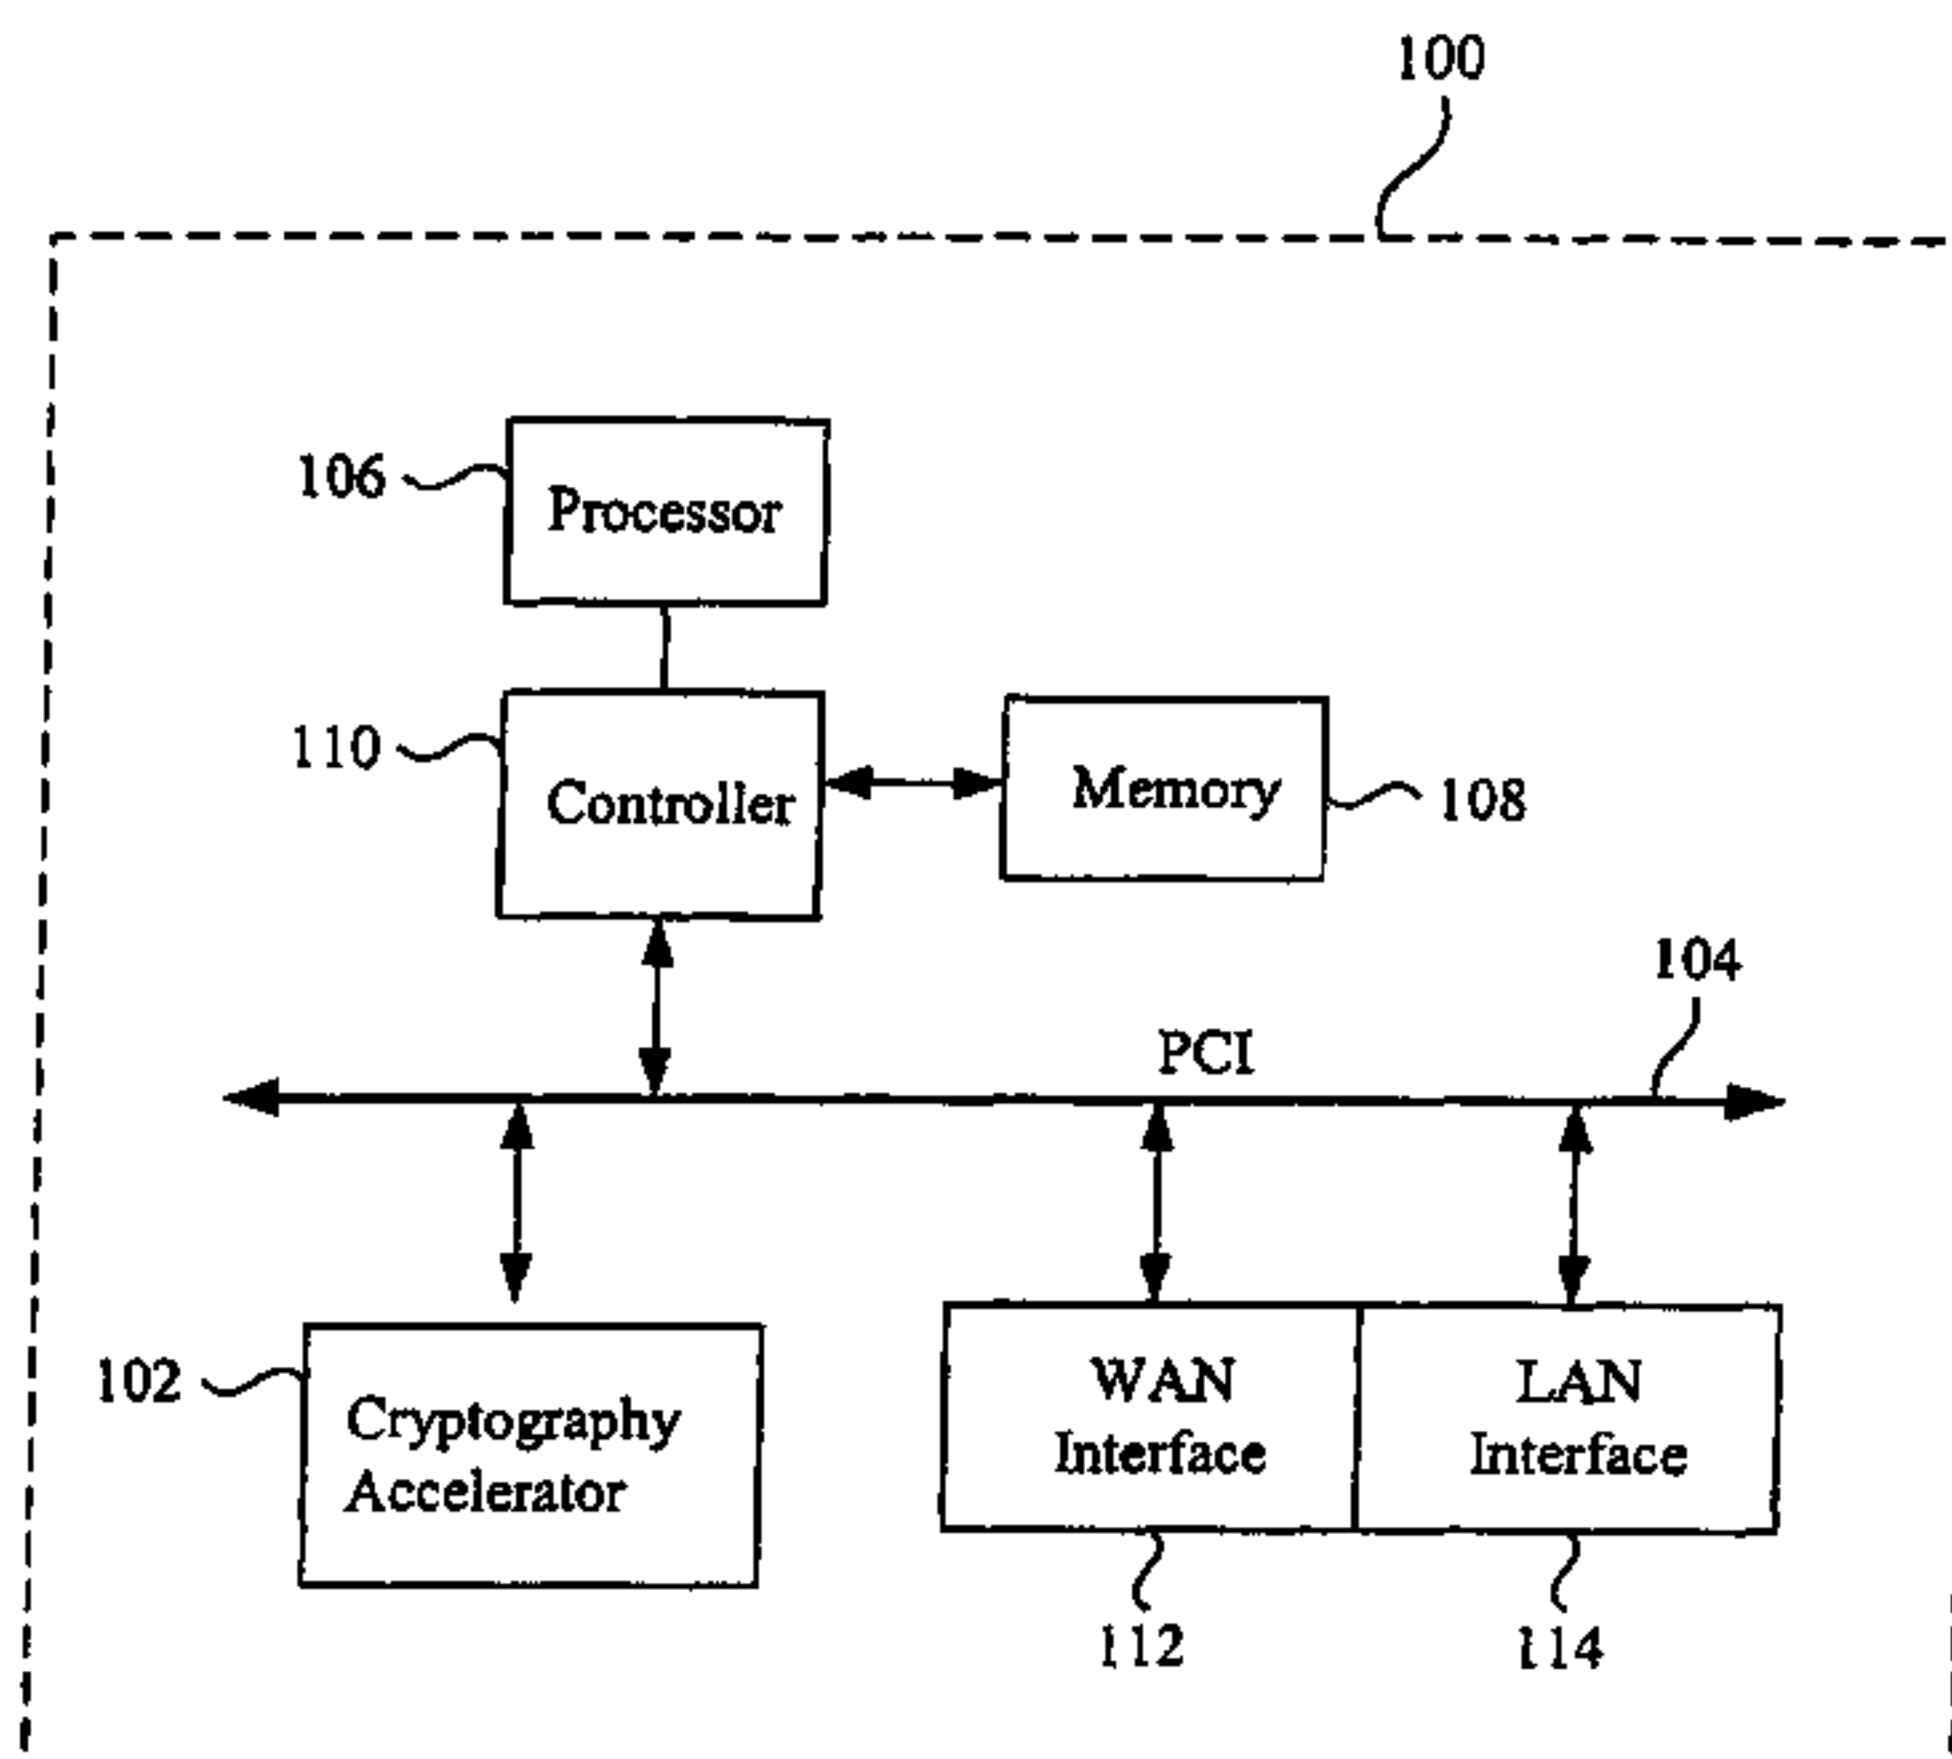 100
106
Processor
110
Controller
Memory
108
104
PCI
102
Cryptography
Accelerator
WAN
Interface
LAN
Interface
112
114